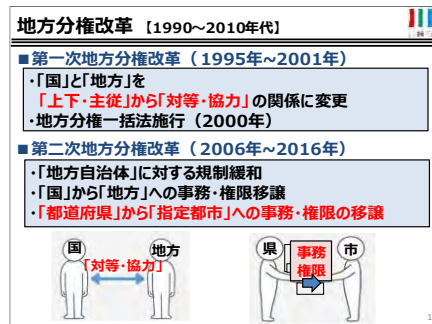 地方分権改革 【1990~2010年代】
■第一次地方分権改革（1995年~2001年）
・「国」と「地方」を
「上下・主従」から「対等・協力」の関係に変更
・地方分権一括法施行（2000年）
■第二次地方分権改革（2006年~2016年）
・「地方自治体」に対する規制緩和
・「国」から「地方」への事務・権限移譲
・「都道府県」から「指定都市」への事務・権限の移譲
国 地方
「対等・協力」
県 事務 市
権限
1